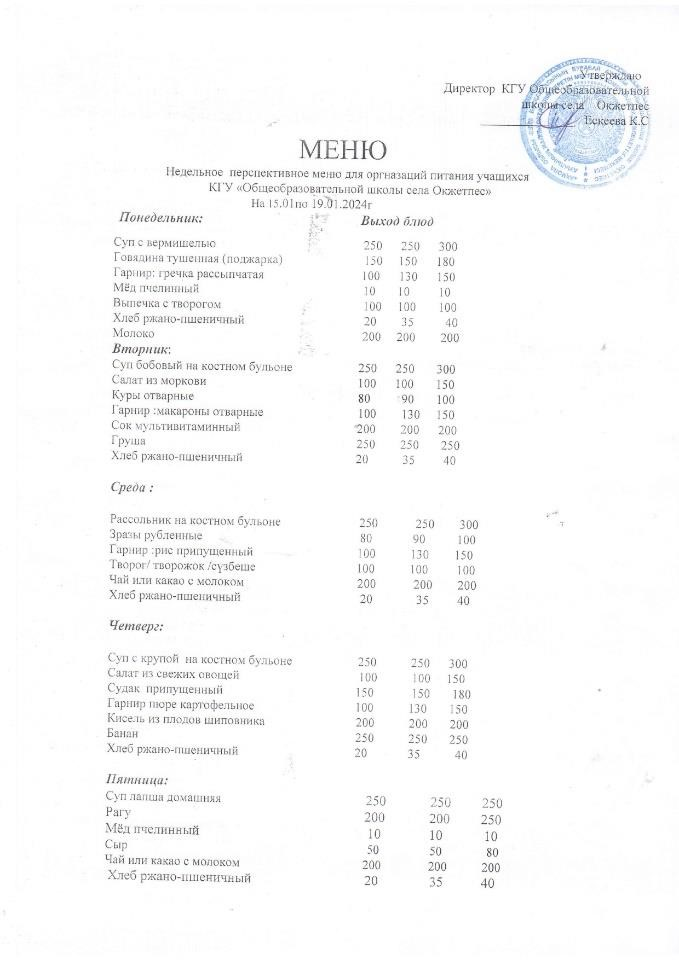 Утверждаю
Директор КГУ Общеобразовательной
школы села Окжетпес
Ескеева К.С
МЕНЮ
Недельное перспективное меню для оргназаций питания учащихся
КГУ «Общеобразовательной школы села Окжетпес»
На 15.01по 19.01.2024г
Понедельник: Выход блюд
Суп с вермишелью 250 250 300
Говядина тушенная (поджарка) 150 150 180
Гарнир: гречка рассыпчатая 100 130 150
Мёд пчелинный 10 10 10
Выпечка с творогом 100 100 100
Хлеб ржано-пшеничный 20 35 40
Молоко 200 200 200
Вторник:
Суп бобовый на костном бульоне 250 250 300
Салат из моркови 100 100 150
Куры отварные 80 90 100
Гарнир :макароны отварные 100 130 150
Сок мультивитаминный 200 200 200
Груша 250 250 250
Хлеб ржано-пшеничный 20 35 40
Среда :
Рассольник на костном бульоне 250 250 300
Зразы рубленные 80 90 100
Гарнир :рис припущенный 100 130 150
Творог/ творожок /сүзбеше 100 100 100
Чай или какао с молоком 200 200 200
Хлеб ржано-пшеничный 20 35 40
Четверг:
Суп с крупой на костном бульоне 250 250 300
Салат из свежих овощей 100 100 150
Судак припущенный 150 150 180
Гарнир пюре картофельное 100 130 150
Кисель из плодов шиповника 200 200 200
Банан 250 250 250
Хлеб ржано-пшеничный 20 35 40
Пятница:
Суп лапша домашняя 250 250 250
Рагу 200 200 250
Мёд пчелинный 10 10 10
Сыр 50 50 80
Чай или какао с молоком 200 200 200
Хлеб ржано-пшеничный 20 35 40